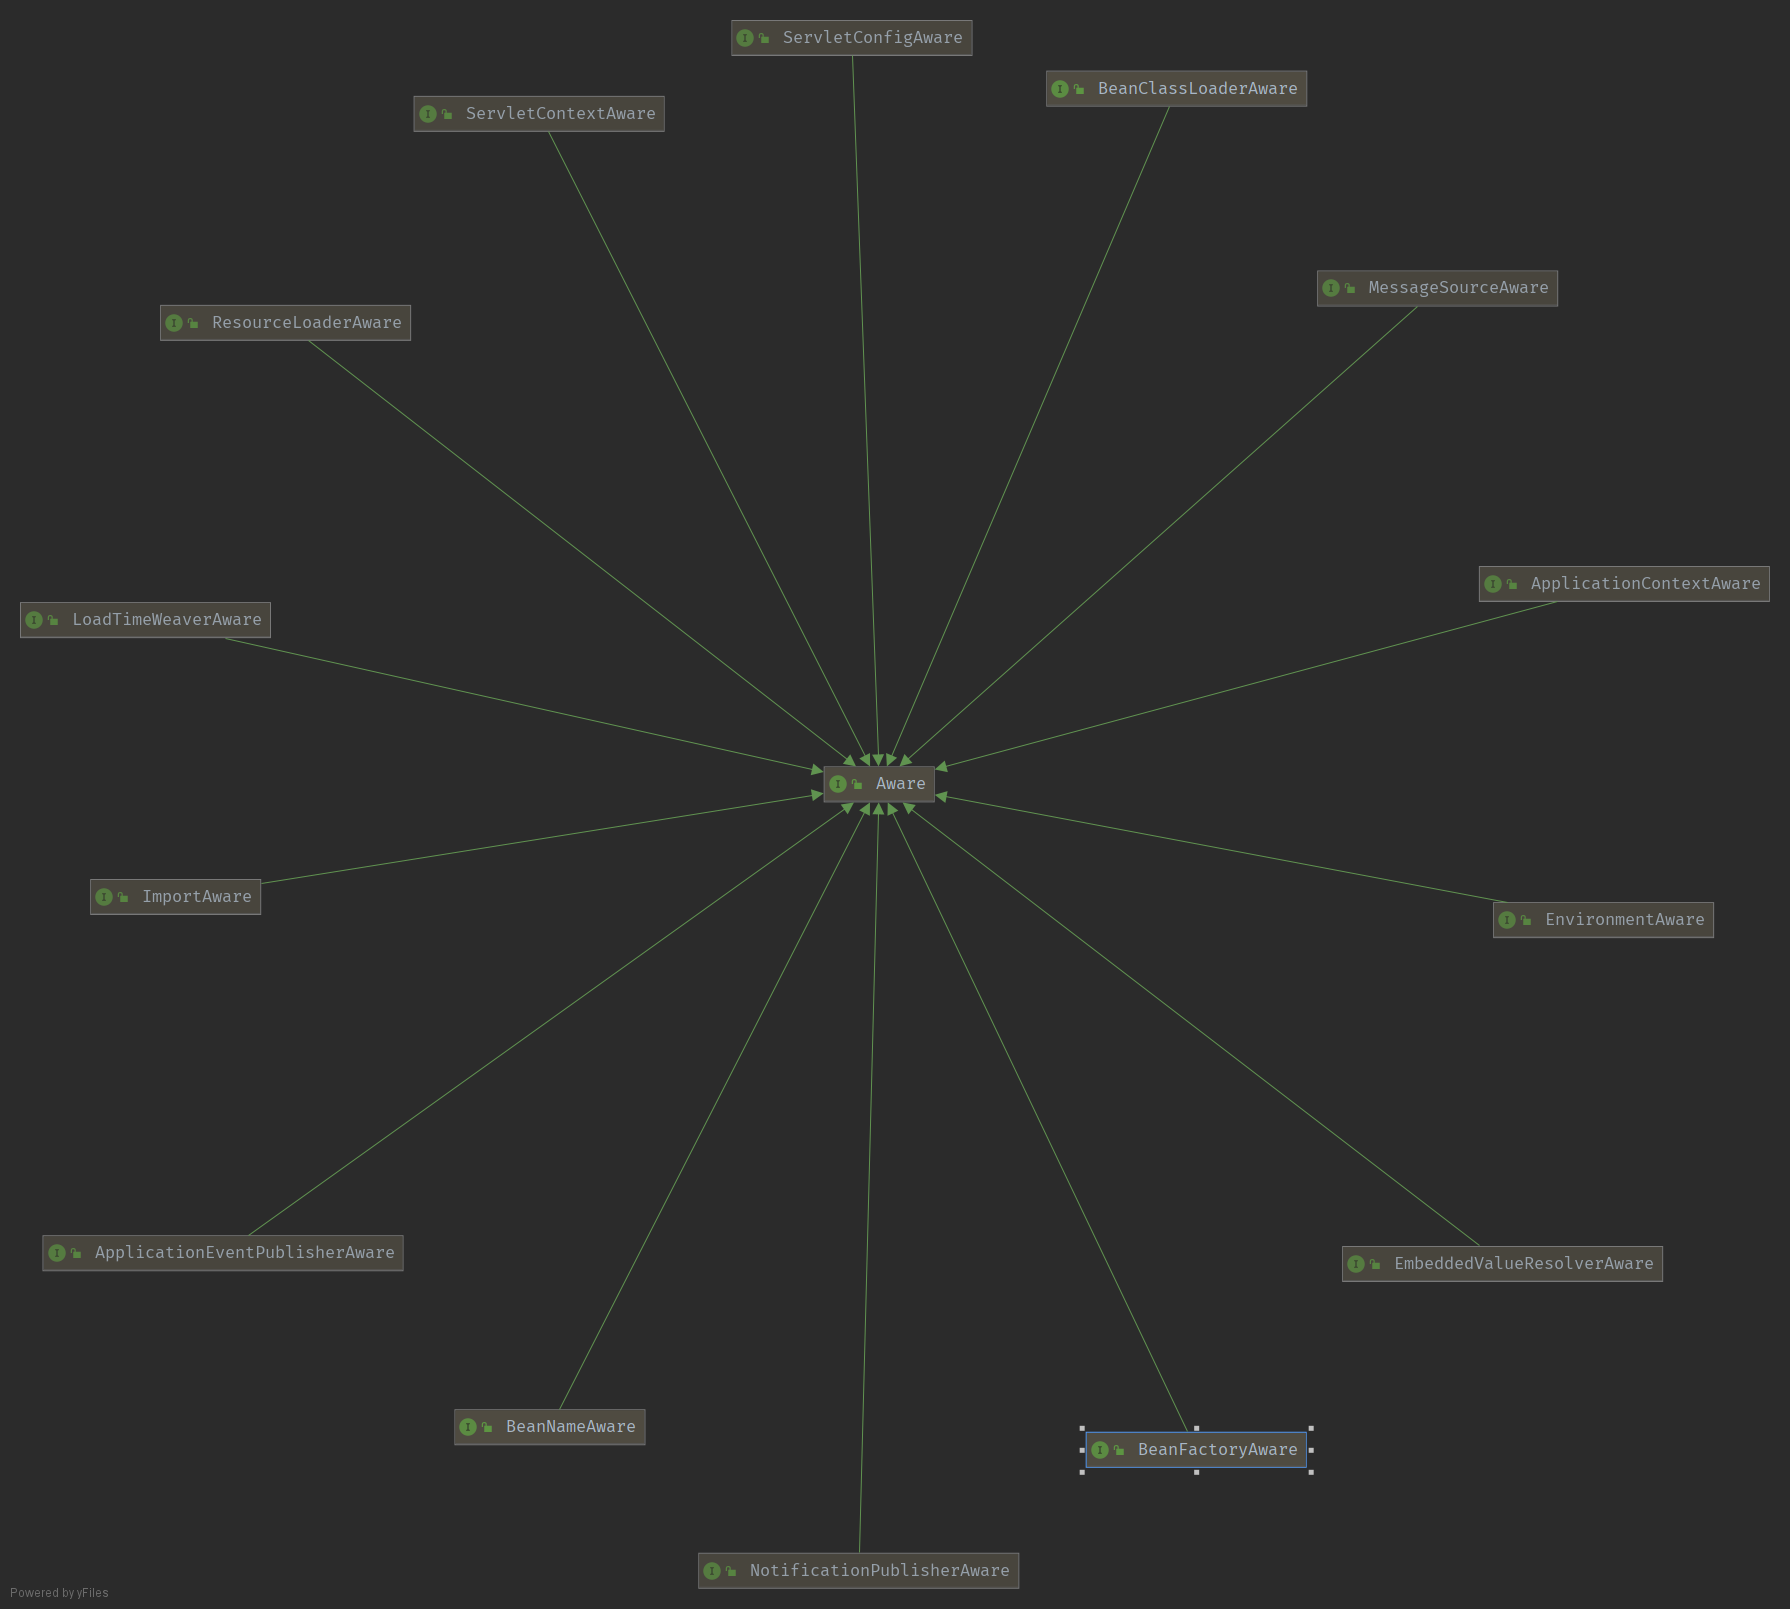 ServletConfigAware
BeanClassLoaderAware
ServletContextAware
MessageSourceAware
ResourceLoaderAware
ApplicationContextAware
LoadTimeWeaverAware
Aware
ImportAware
EnvironmentAware
ApplicationEventPublisherAware
EmbeddedValueResolverAware
BeanNameAware
BeanFactoryAware
NotificationPublisherAware
Powered by yFiles